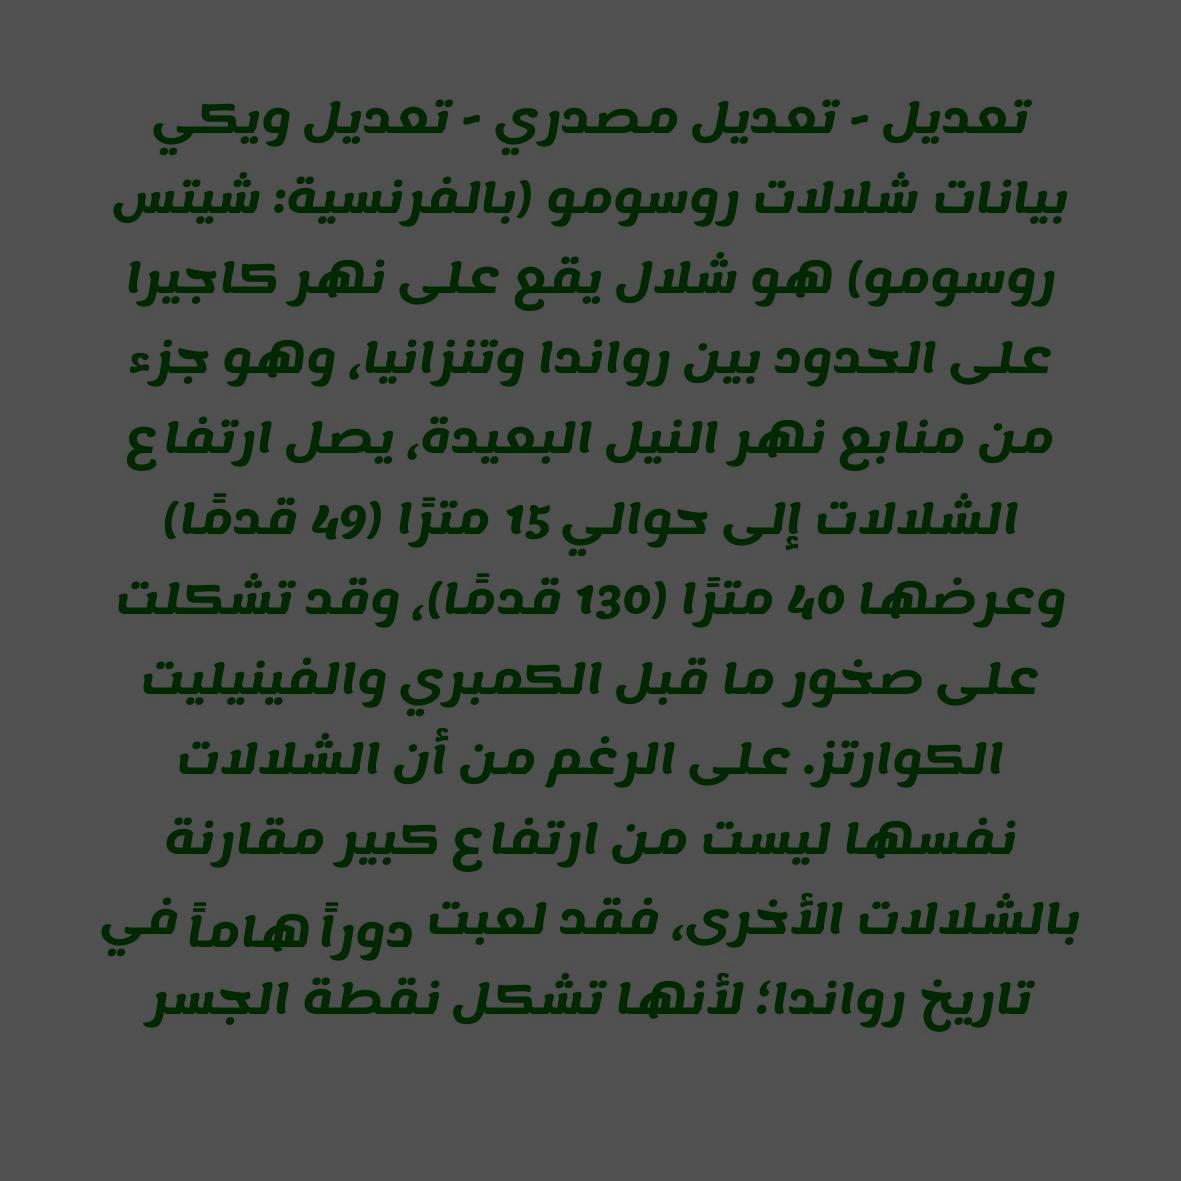 تعديل - تعديل مصدري - تعديل ويكي
بيانات شلالات روسومو (بالفرنسية: شيتس
روسومو) هو شلال يقع على نهر كاجيرا
على الحدود بين رواندا وتنزانيا، وهو جزء
من منابع نهر النيل البعيدة، يصل ارتفاع
الشلالات إلى حوالي 15 مترًا (49 قدمًا)
وعرضها 40 مترًا (130 قدمًا)، وقد تشكلت
على صخور ما قبل الكمبري والفينيليت
الكوارتز. على الرغم من أن الشلالات
نفسها ليست من ارتفاع كبير مقارنة
بالشلالات الأخرى، فقد لعبت دوراً هاماً في
تاريخ رواندا؛ لأنها تشكل نقطة الجسر